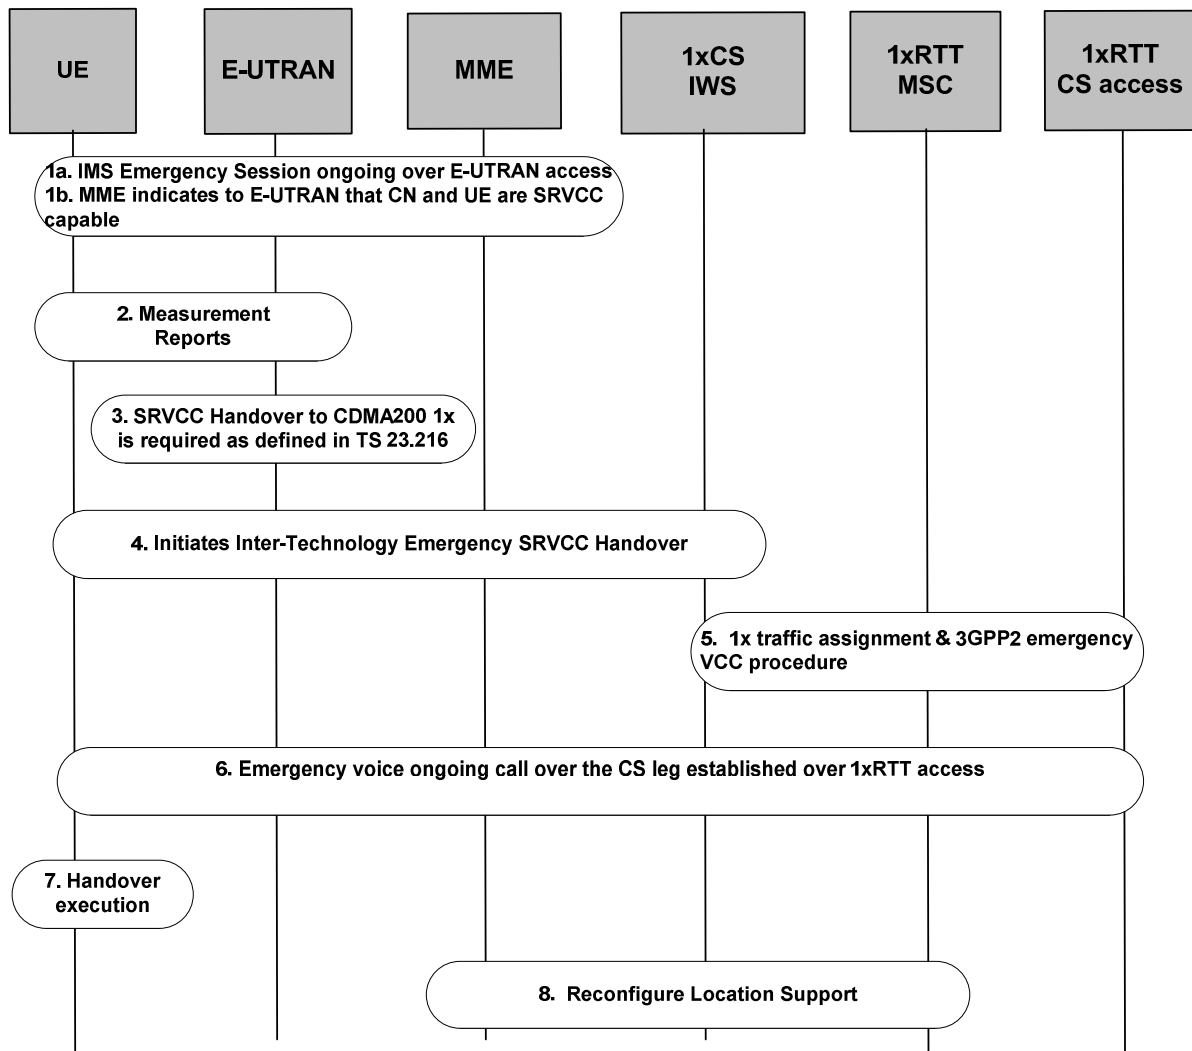 UE
E-UTRAN
MME
1xCS
IWS
1xRTT
MSC
1xRTT
CS access
1a. IMS Emergency Session ongoing over E-UTRAN access
1b. MME indicates to E-UTRAN that CN and UE are SRVCC
capable
2. Measurement
Reports
3. SRVCC Handover to CDMA200 1x
is required as defined in TS 23.216
4. Initiates Inter-Technology Emergency SRVCC Handover
5. 1x traffic assignment & 3GPP2 emergency
VCC procedure
6. Emergency voice ongoing call over the CS leg established over 1xRTT access
7. Handover
execution
8. Reconfigure Location Support